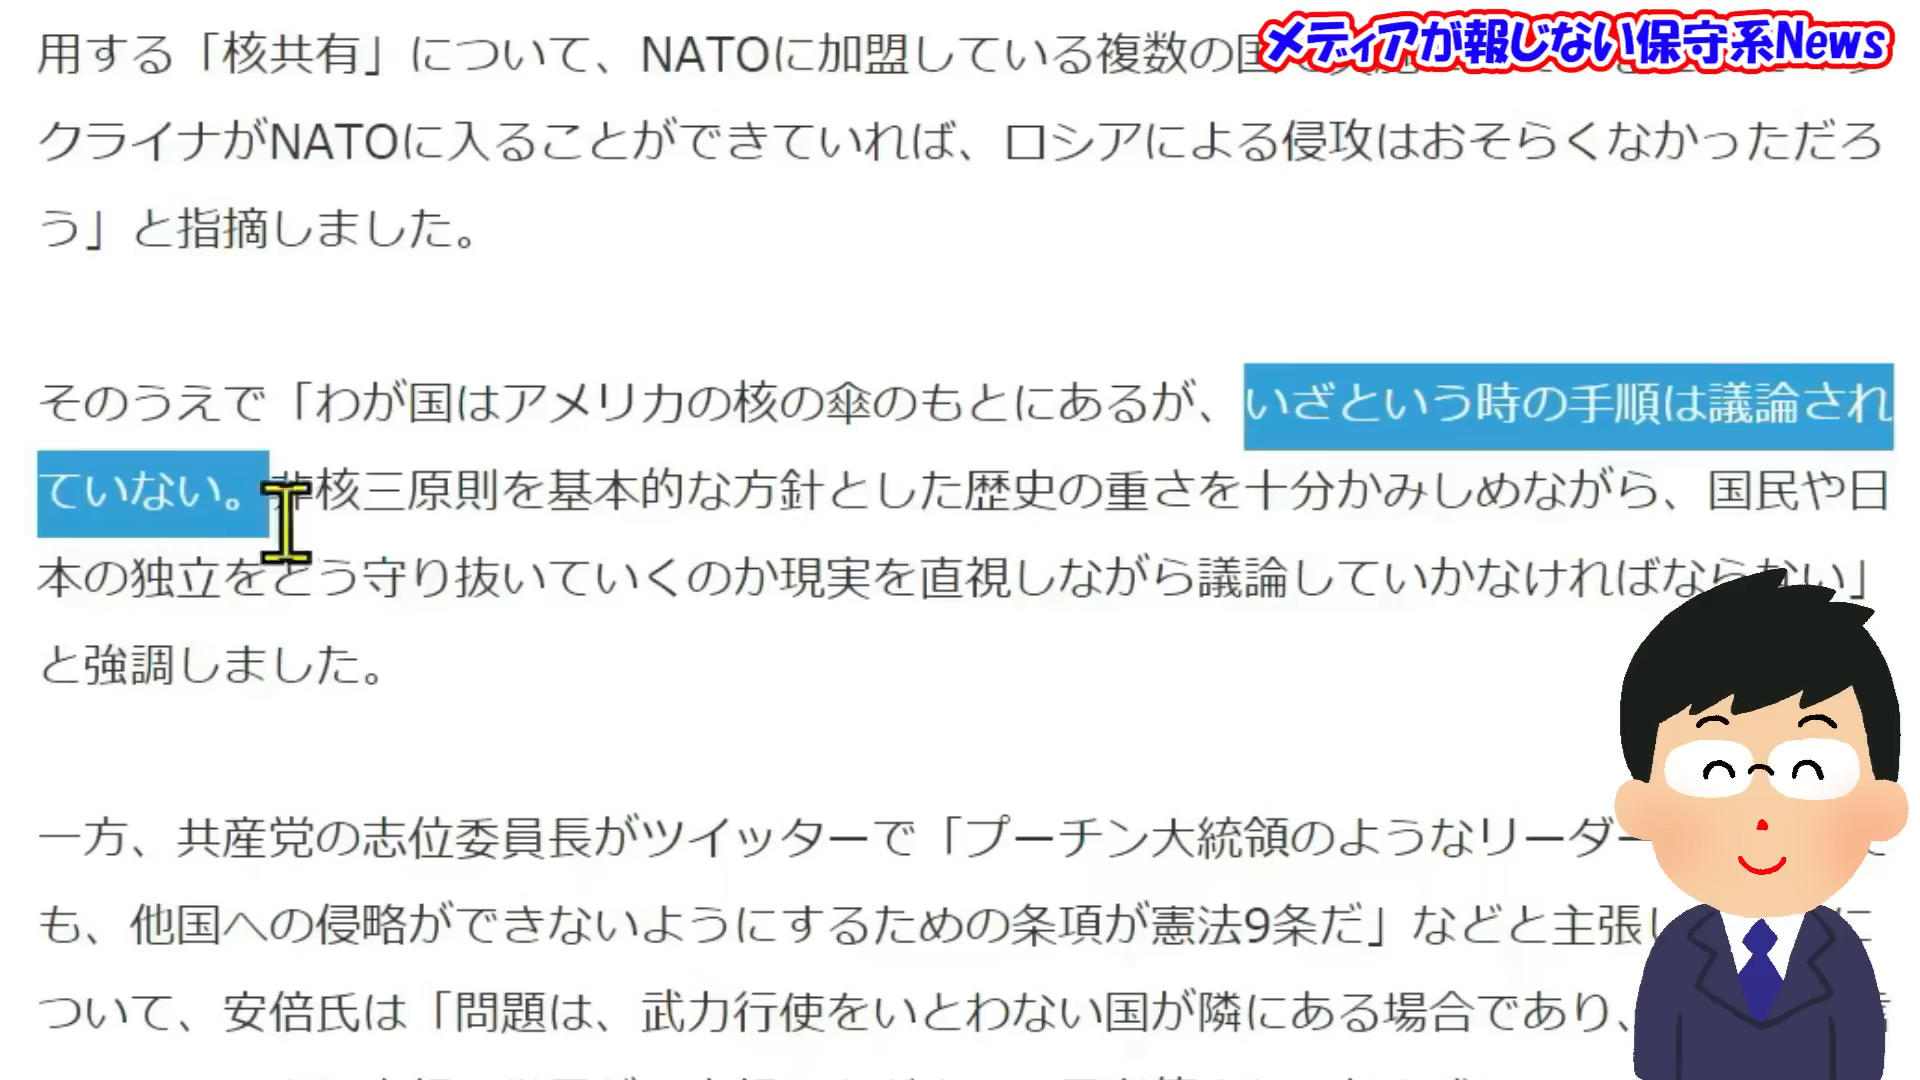 メディアが報じない保守系News
用する「核共有」について、NATOに加盟している複数の国
クライナがNATOに入ることができていれば、ロシアによる侵攻はおそらくなかっただろ
う」と指摘しました。
そのうえで「わが国はアメリカの核の傘のもとにあるが、いざという時の手順は議論され
ていない。非核三原則を基本的な方針とした歴史の重さを十分かみしめながら、国民や日
本の独立をどう守り抜いていくのか現実を直視しながら議論していかなければならない」
と強調しました。
一方、共産党の志位委員長がツイッターで「プーチン大統領のようなリーダー
も、他国への侵略ができないようにするための条項が憲法9条だ」などと主張し
ついて、安倍氏は「問題は、武力行使をいとわない国が隣にある場合であり、